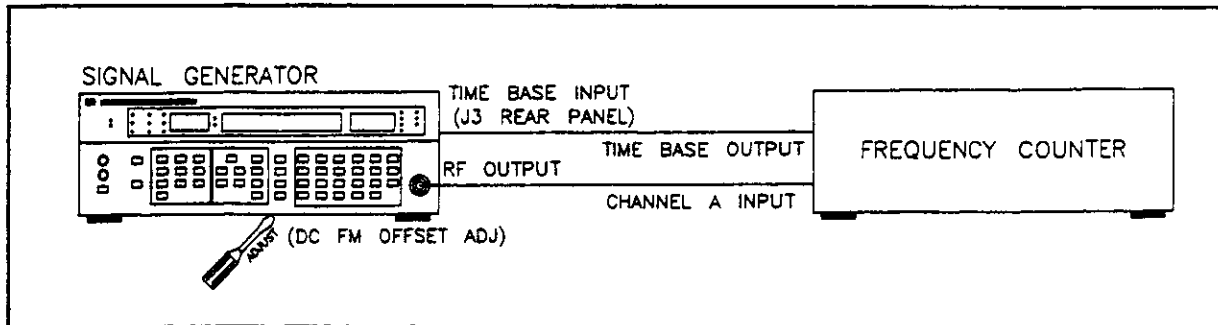 SIGNAL GENERATOR
TIME BASE INPUT
(J3 REAR PANEL)
TIME BASE OUTPUT
FREQUENCY COUNTER
RF OUTPUT
CHANNEL A INPUT
ADJUST
(DC FM OFFSET ADJ)